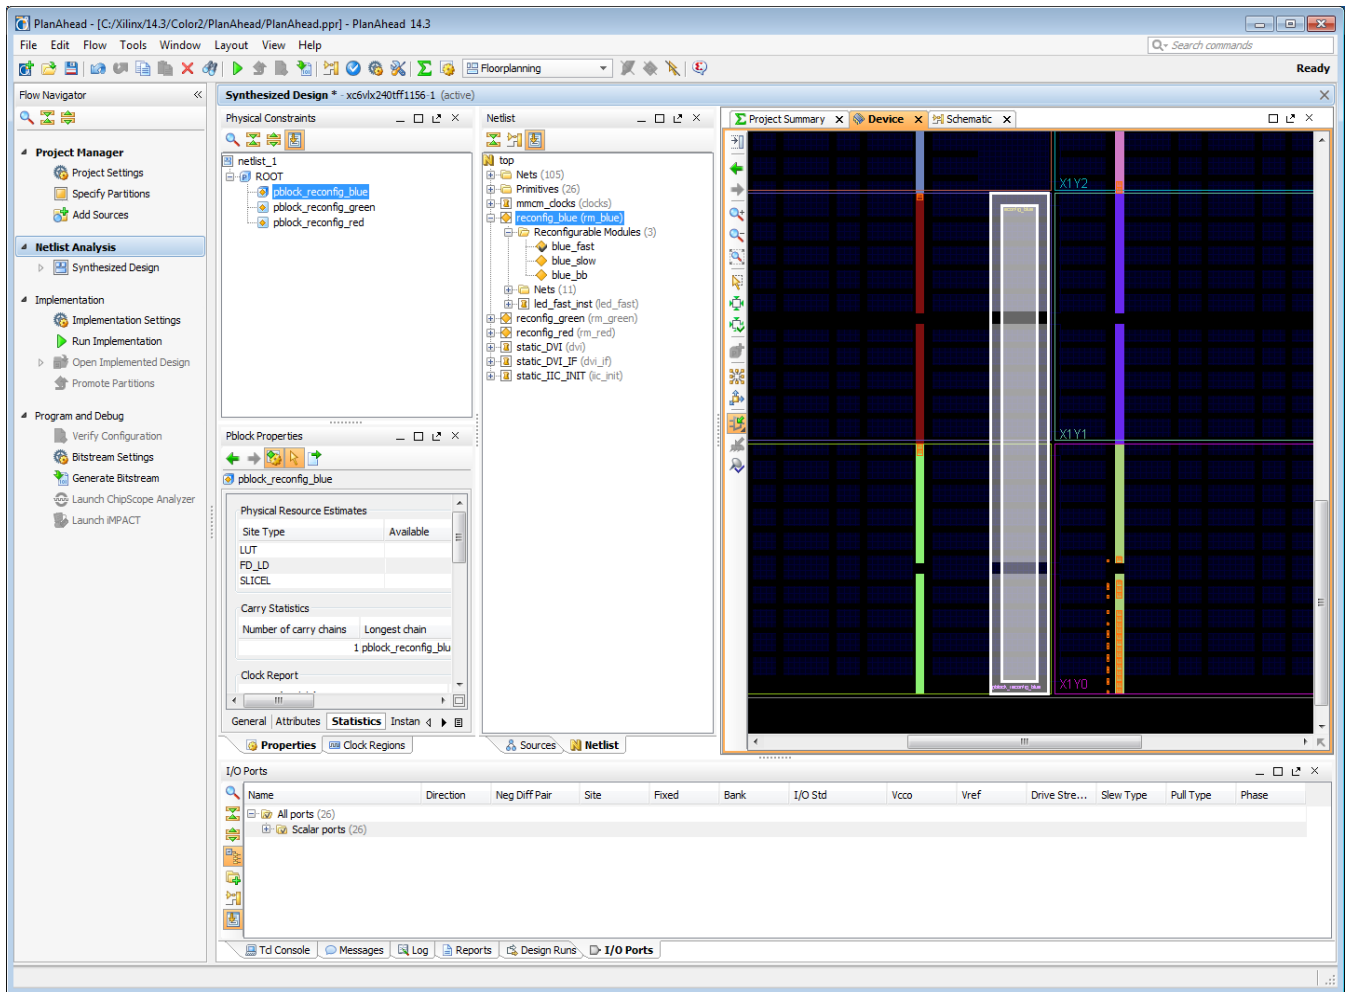 PlanAhead - [C:/Xilinx/14.3/Color2/PlanAhead/PlanAhead.ppr] - PlanAhead 14.3
File Edit Flow Tools Window Layout View Help
Search commands
Floorplanning
Ready
Flow Navigator
Project Manager
Project Settings
Specify Partitions
Add Sources
Netlist Analysis
Synthesized Design
Implementation
Implementation Settings
Run Implementation
Open Implemented Design
Promote Partitions
Program and Debug
Verify Configuration
Bitstream Settings
Generate Bitstream
Launch ChipScope Analyzer
Launch iMPACT
Synthesized Design * - xc6vlx240tff1156-1 (active)
Physical Constraints
netlist_1
ROOT
pblock_reconfig_blue
pblock_reconfig_green
pblock_reconfig_red
Pblock Properties
pblock_reconfig_blue
Physical Resource Estimates
Site Type Available
LUT
FD_LD
SLICEL
Carry Statistics
Number of carry chains Longest chain
1 pblock_reconfig_blu
Clock Report
General Attributes Statistics Instan
Properties Clock Regions
Netlist
top
Nets (105)
Primitives (26)
mmcm_clocks (clocks)
reconfig_blue (rm_blue)
Reconfigurable Modules (3)
blue_fast
blue_slow
blue_bb
Nets (11)
led_fast_inst (led_fast)
reconfig_green (rm_green)
reconfig_red (rm_red)
static_DVI (dvi)
static_DVI_IF (dvi_if)
static_IIC_INIT (iic_init)
Sources Netlist
Project Summary Device Schematic
X1Y2
reconfig_blue
X1Y1
X1Y0
pblock_reconfig_blue
I/O Ports
Name Direction Neg Diff Pair Site Fixed Bank I/O Std Vcco Vref Drive Stre... Slew Type Pull Type Phase
All ports (26)
Scalar ports (26)
Tcl Console Messages Log Reports Design Runs I/O Ports